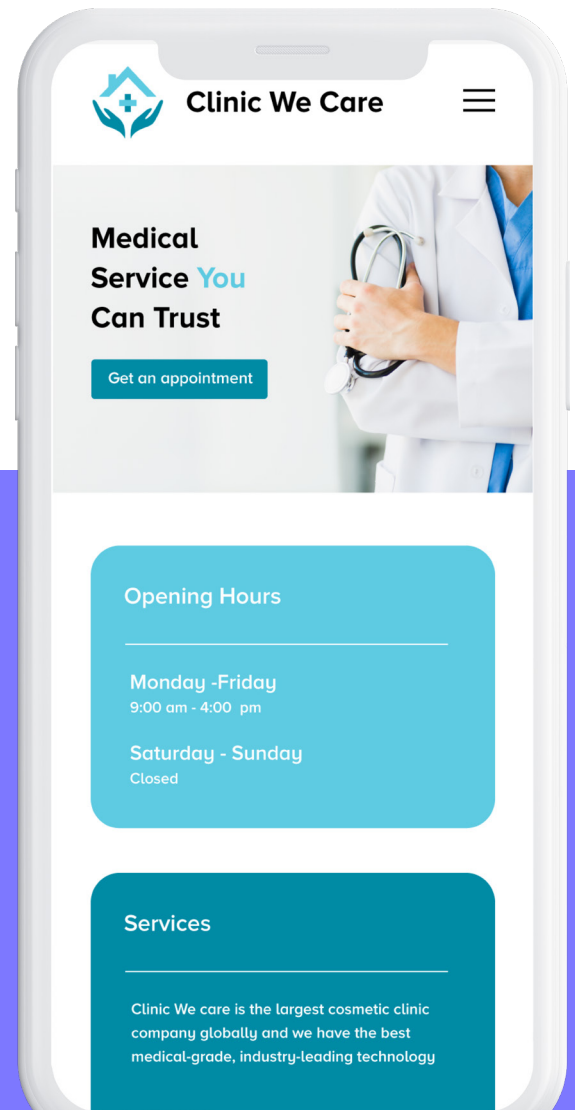 Clinic We Care
Medical
Service You
Can Trust
Get an appointment
Opening Hours
Monday -Friday
9:00 am - 4:00  pm
Saturday - Sunday
Closed
Services
Clinic We care is the largest cosmetic clinic
company globally and we have the best
medical-grade, industry-leading technology